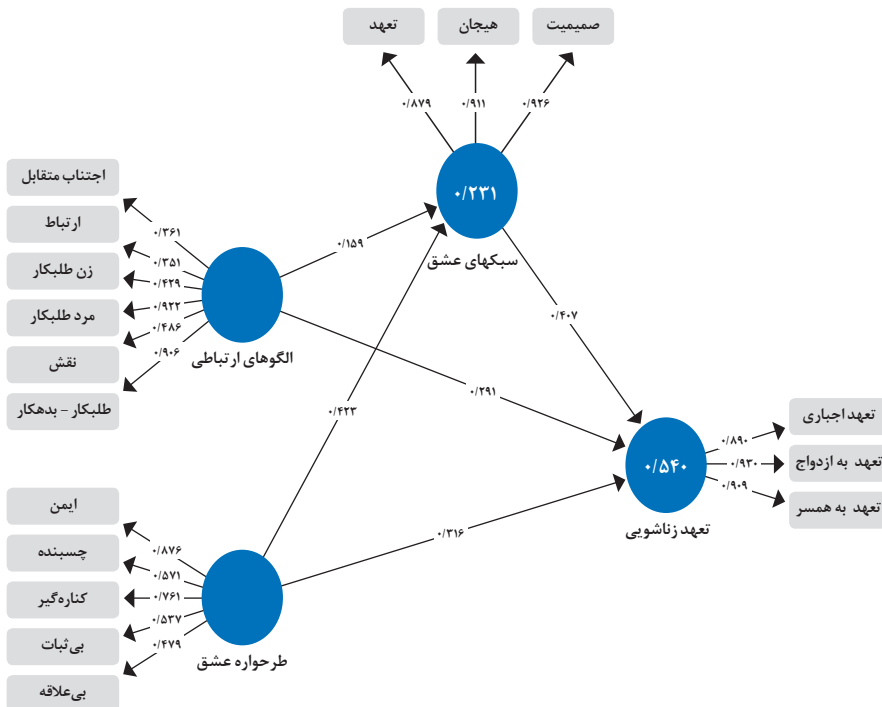 صمیمیت
هیجان
تعهد
۰/۹۲۶
۰/۹۱۱
۰/۸۷۹
۰/۲۳۱
سبکهای عشق
اجتناب متقابل
ارتباط
زن طلبکار
مرد طلبکار
نقش
طلبکار – بدهکار
۰/۳۶۱
۰/۳۵۱
۰/۴۲۹
۰/۹۲۲
۰/۴۸۶
۰/۹۰۶
الگوهای ارتباطی
۰/۱۵۹
۰/۴۰۷
۰/۲۹۱
۰/۴۲۳
۰/۳۱۶
تعهد اجباری
تعهد به ازدواج
تعهد به همسر
۰/۸۹۰
۰/۹۳۰
۰/۹۰۹
۰/۵۴۰
تعهد زناشویی
ایمن
چسبنده
کناره‌گیر
بی‌ثبات
بی‌علاقه
۰/۸۷۶
۰/۵۷۱
۰/۷۶۱
۰/۵۳۷
۰/۴۷۹
طرحواره عشق